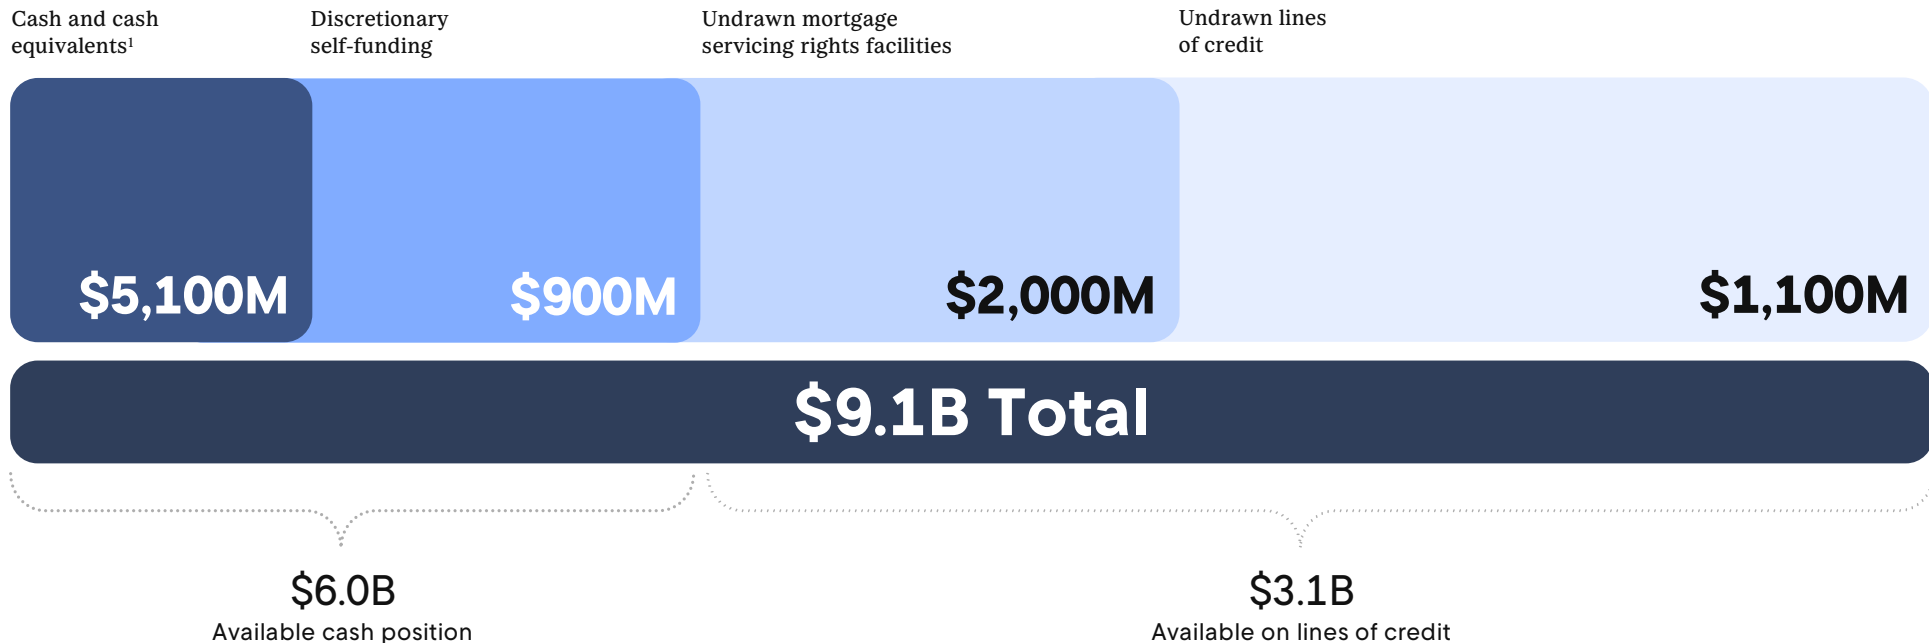 Cash and cash
equivalents¹
Discretionary
self-funding
Undrawn mortgage
servicing rights facilities
Undrawn lines
of credit
$5,100M
$900M
$2,000M
$1,100M
$9.1B Total
$6.0B
Available cash position
$3.1B
Available on lines of credit